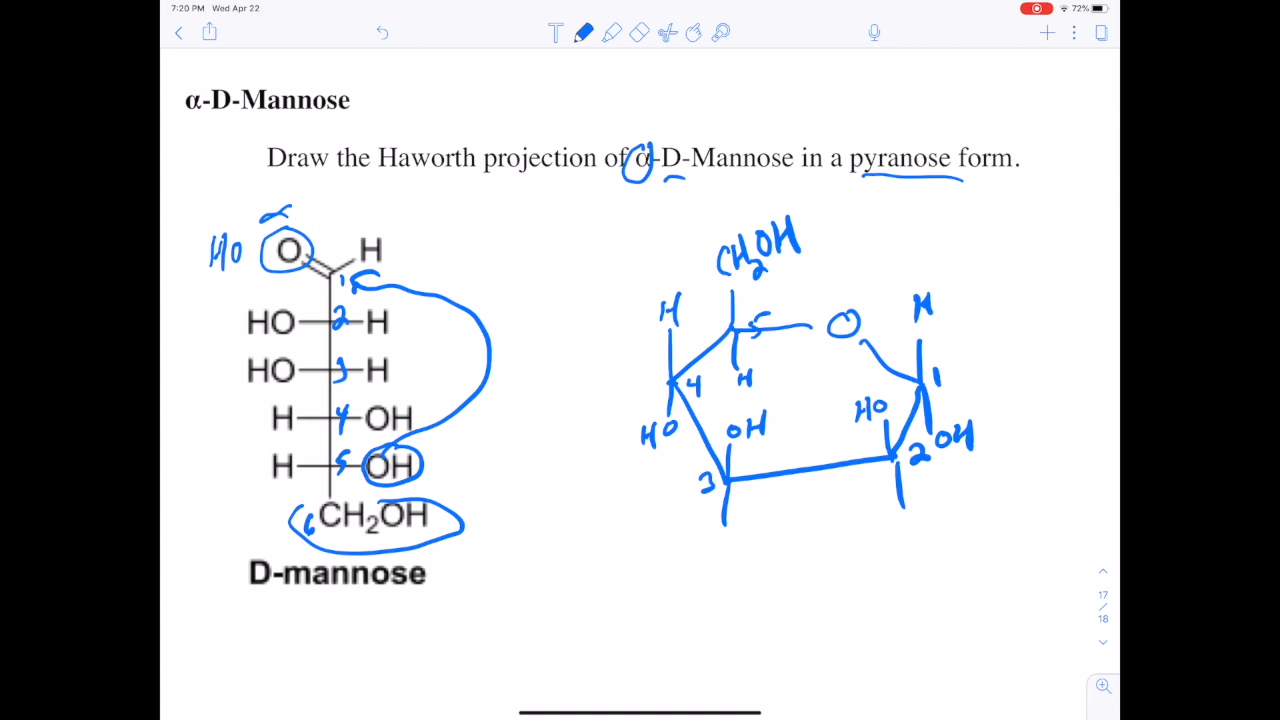 7:20 PM Wed Apr 22
72%
T
α-D-Mannose
Draw the Haworth projection of α-D-Mannose in a pyranose form.
α
HO O H
1
HO 2 H
HO 3 H
H 4 OH
H 5 OH
6 CH2OH
D-mannose
CH2OH
H H
5 O
4 H 1
HO
HO OH OH
3 2
17
/
18